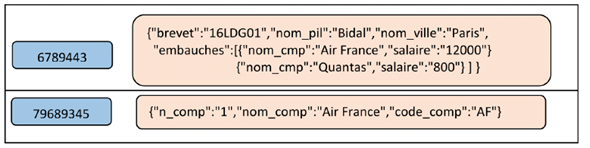 {"brevet":"16LDG01","nom_pil":"Bidal","nom_ville":"Paris",
"embauches":[{"nom_cmp":"Air France","salaire":"12000"}
6789443
{"nom_cmp":"Quantas","salaire":"800"} ] }
79689345
{"n_comp":"1","nom_comp":"Air France","code_comp":"AF"}